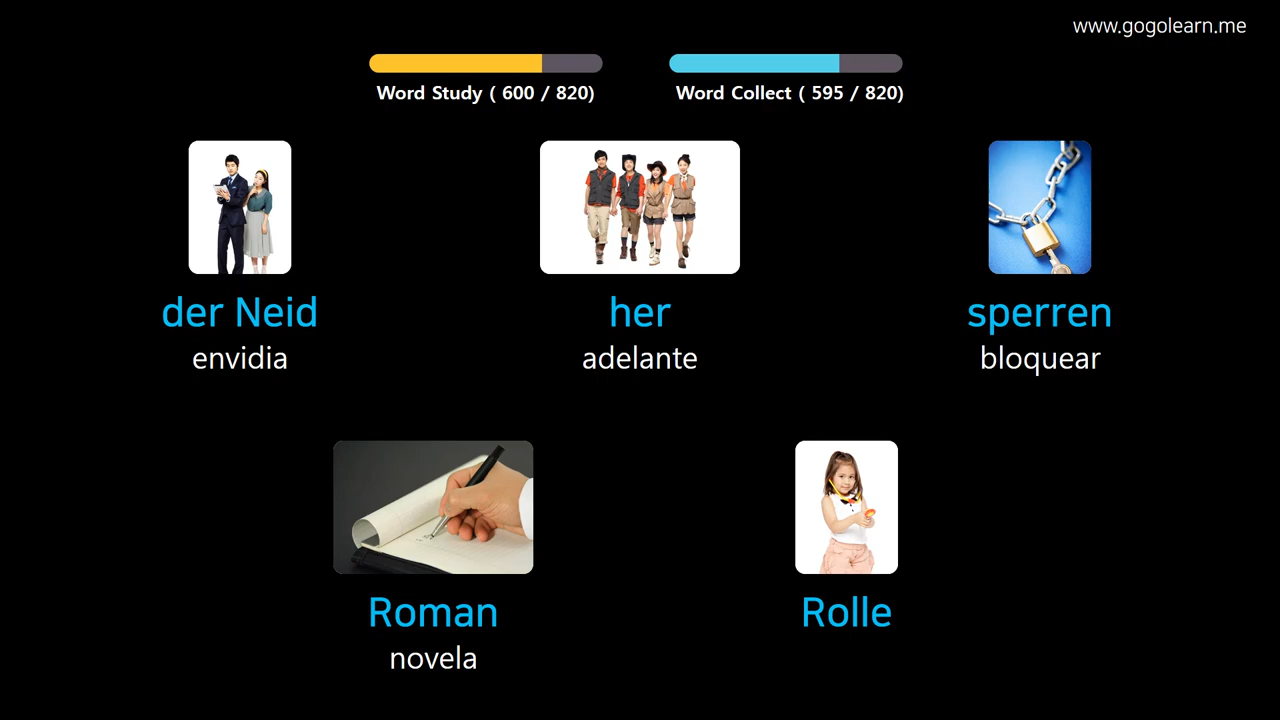 www.gogolearn.me
Word Study ( 600 / 820)
Word Collect ( 595 / 820)
der Neid
envidia
her
adelante
sperren
bloquear
Roman
novela
Rolle